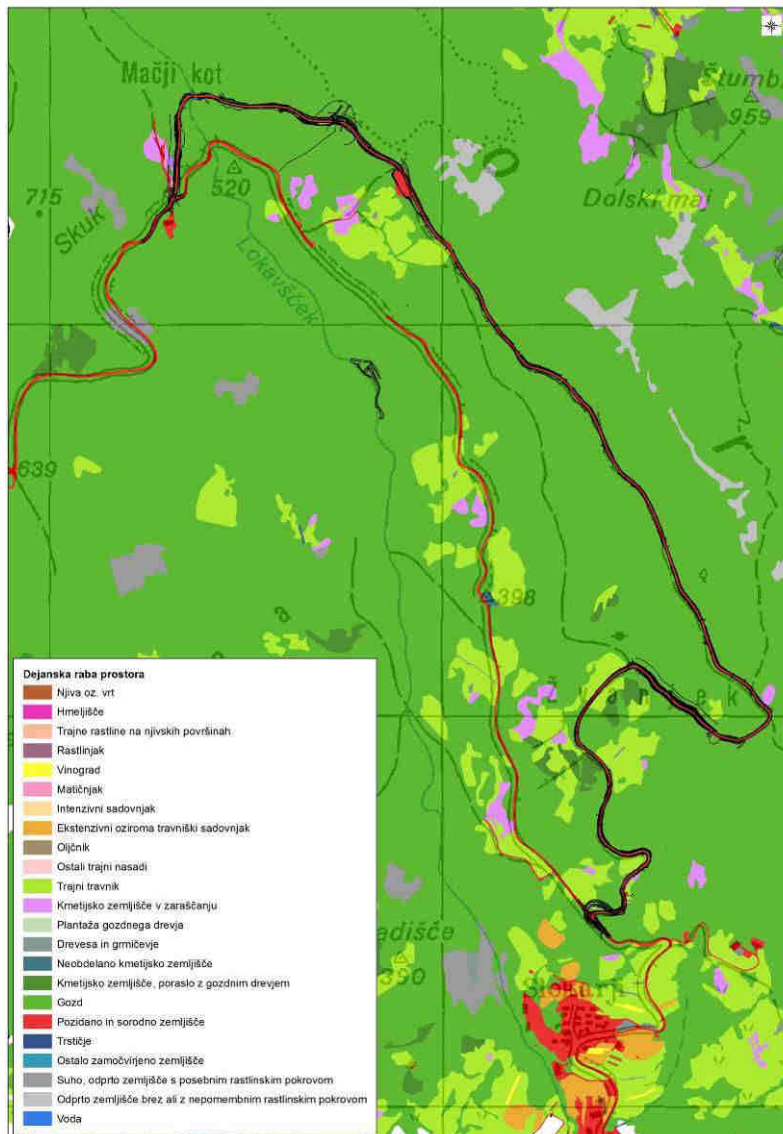 Mačji kot
Štumb
959
520
715
Dolski maj
Skuk
Lokavšček
639
398
Dejanska raba prostora
Njiva oz. vrt
Hmeljišče
Trajne rastline na njivskih površinah
Rastlinjak
Vinograd
Matičnjak
Intenzivni sadovnjak
Ekstenzivni oziroma travniški sadovnjak
Oljčnik
Ostali trajni nasadi
Trajni travnik
Kmetijsko zemljišče v zaraščanju
Plantaža gozdnega drevja
Drevesa in grmičevje
Neobdelano kmetijsko zemljišče
Kmetijsko zemljišče, poraslo z gozdnim drevjem
Gozd
Pozidano in sorodno zemljišče
Trstičje
Ostalo zamočvirjeno zemljišče
Suho, odprto zemljišče s posebnim rastlinskim pokrovom
Odprto zemljišče brez ali z nepomembnim rastlinskim pokrovom
Voda
adišče
390
Slokarji